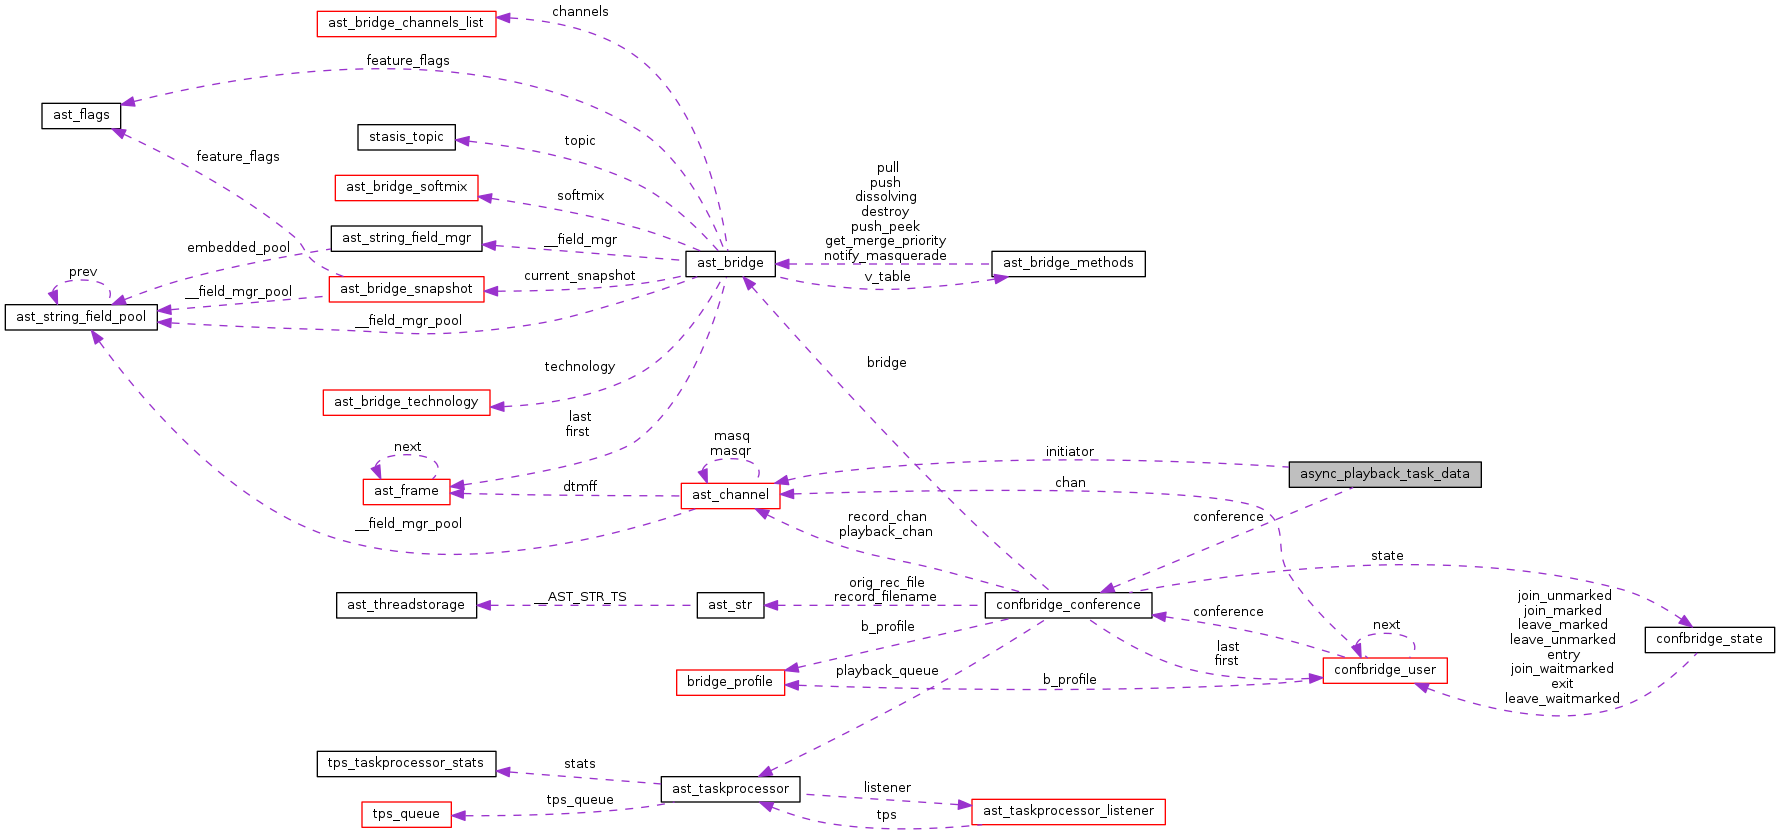 channels
ast_bridge_channels_list
feature_flags
ast_flags
stasis_topic
topic
feature_flags
pull
push
dissolving
destroy
push_peek
get_merge_priority
notify_masquerade
ast_bridge_softmix
softmix
ast_string_field_mgr
__field_mgr
embedded_pool
ast_bridge
ast_bridge_methods
v_table
prev
current_snapshot
ast_bridge_snapshot
__field_mgr_pool
ast_string_field_pool
__field_mgr_pool
bridge
technology
ast_bridge_technology
last
first
masq
masqr
next
initiator
async_playback_task_data
ast_frame
dtmff
ast_channel
chan
__field_mgr_pool
record_chan
playback_chan
conference
state
orig_rec_file
record_filename
ast_threadstorage
__AST_STR_TS
ast_str
confbridge_conference
join_unmarked
join_marked
leave_marked
leave_unmarked
entry
join_waitmarked
exit
leave_waitmarked
conference
next
confbridge_state
b_profile
last
first
confbridge_user
playback_queue
bridge_profile
b_profile
tps_taskprocessor_stats
stats
ast_taskprocessor
listener
tps_queue
tps_queue
ast_taskprocessor_listener
tps